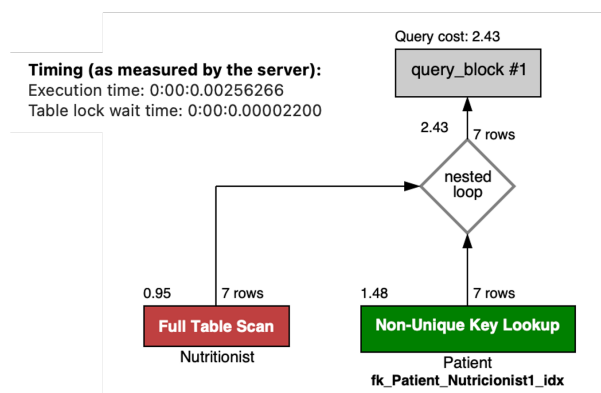 Query cost: 2.43
query_block #1
Timing (as measured by the server):
Execution time: 0:00:0.00256266
Table lock wait time: 0:00:0.00002200
2.43
7 rows
nested
loop
0.95
7 rows
1.48
7 rows
Full Table Scan
Non-Unique Key Lookup
Nutritionist
Patient
fk_Patient_Nutricionist1_idx